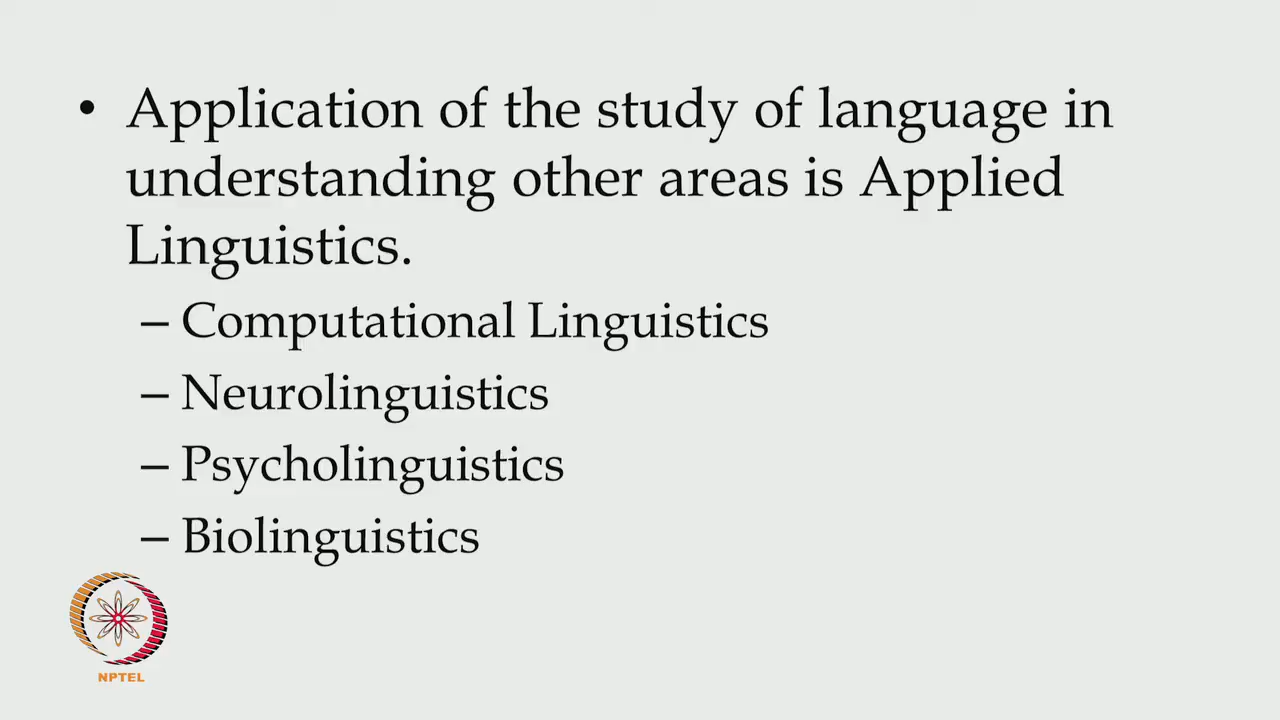 • Application of the study of language in
understanding other areas is Applied
Linguistics.
– Computational Linguistics
– Neurolinguistics
– Psycholinguistics
– Biolinguistics
NPTEL